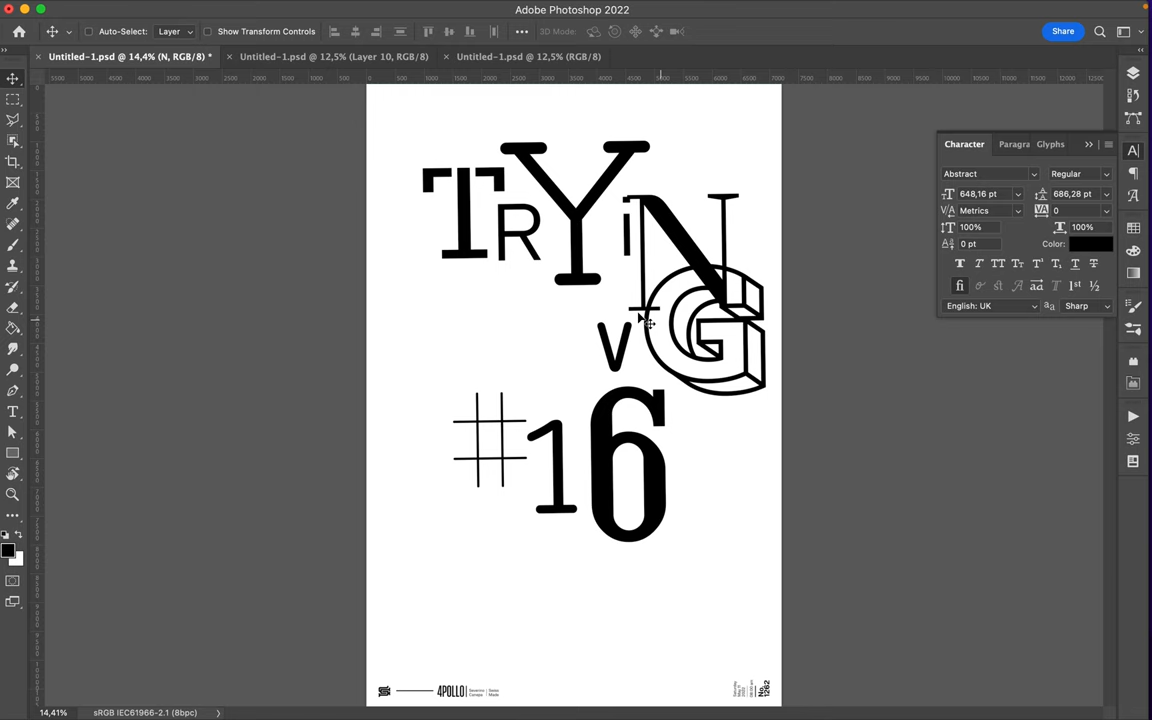 Adobe Photoshop 2022
Auto-Select: Layer Show Transform Controls 3D Mode: Share
Untitled-1.psd @ 14,4% (N, RGB/8) * Untitled-1.psd @ 12,5% (Layer 10, RGB/8) Untitled-1.psd @ 12,5% (RGB/8)
Character Paragra Glyphs
Abstract Regular
648,16 pt 686,28 pt
Metrics 0
100% 100%
0 pt Color:
English: UK Sharp
TRYiNG
v
#16
4POLLO
No. 1262
14,41% sRGB IEC61966-2.1 (8bpc)